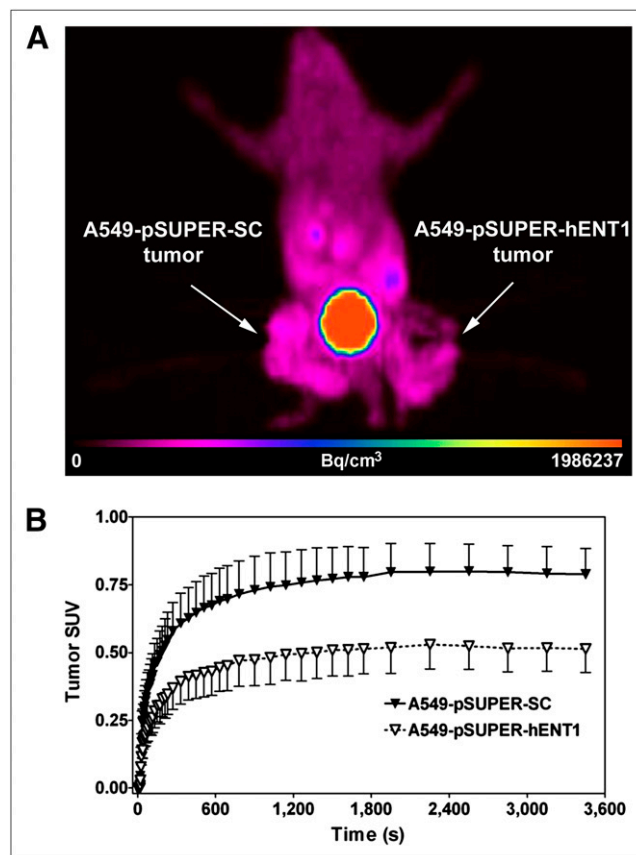 A
A549-pSUPER-SC
tumor
A549-pSUPER-hENT1
tumor
0 Bq/cm³ 1986237
B
1.00
0.75
0.50
0.25
0.00
Tumor SUV
A549-pSUPER-SC
A549-pSUPER-hENT1
0 600 1,200 1,800 2,400 3,000 3,600
Time (s)